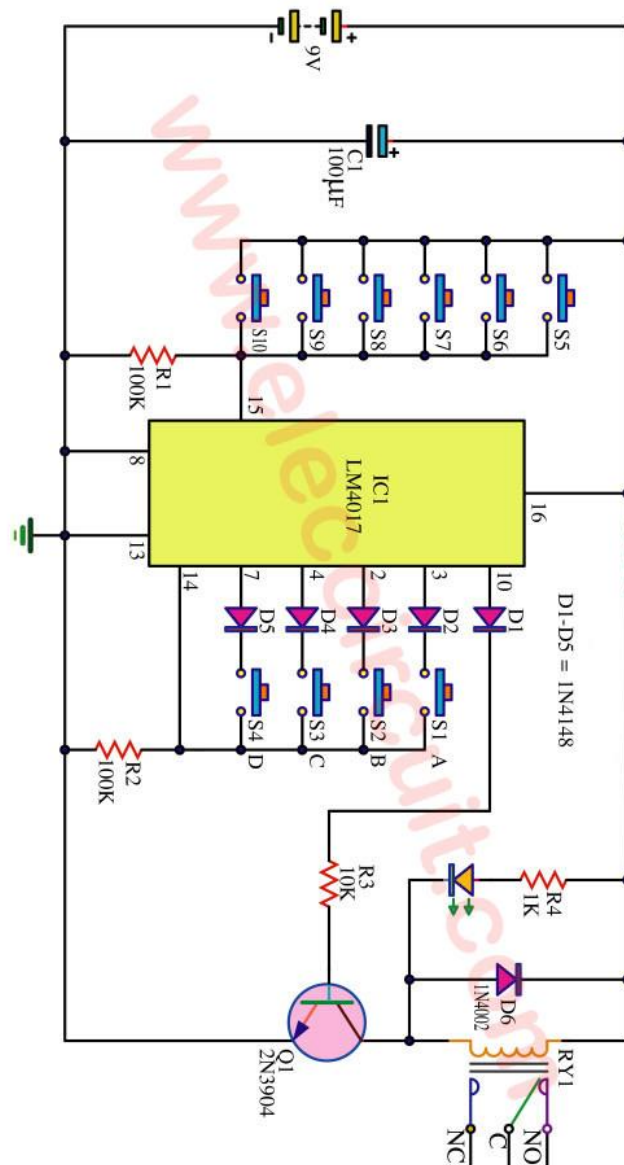 9V
-
+
C1
100µF
+
S5
S6
S7
S8
S9
S10
R1
100K
15
8
IC1
LM4017
16
13
14
7
4
2
3
10
D5
D4
D3
D2
D1
D1-D5 = 1N4148
S4
S3
S2
S1
D
C
B
A
R2
100K
R3
10K
R4
1K
D6
1N4002
Q1
2N3904
RY1
NC
C
NO
www.eleccircuit.com